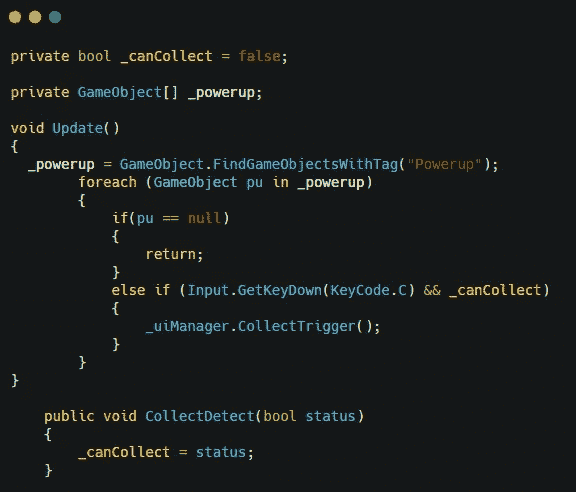 private bool _canCollect = false;
private GameObject[] _powerup;
void Update()
{
_powerup = GameObject.FindGameObjectsWithTag("Powerup");
foreach (GameObject pu in _powerup)
{
if(pu == null)
{
return;
}
else if (Input.GetKeyDown(KeyCode.C) && _canCollect)
{
_uiManager.CollectTrigger();
}
}
}
public void CollectDetect(bool status)
{
_canCollect = status;
}